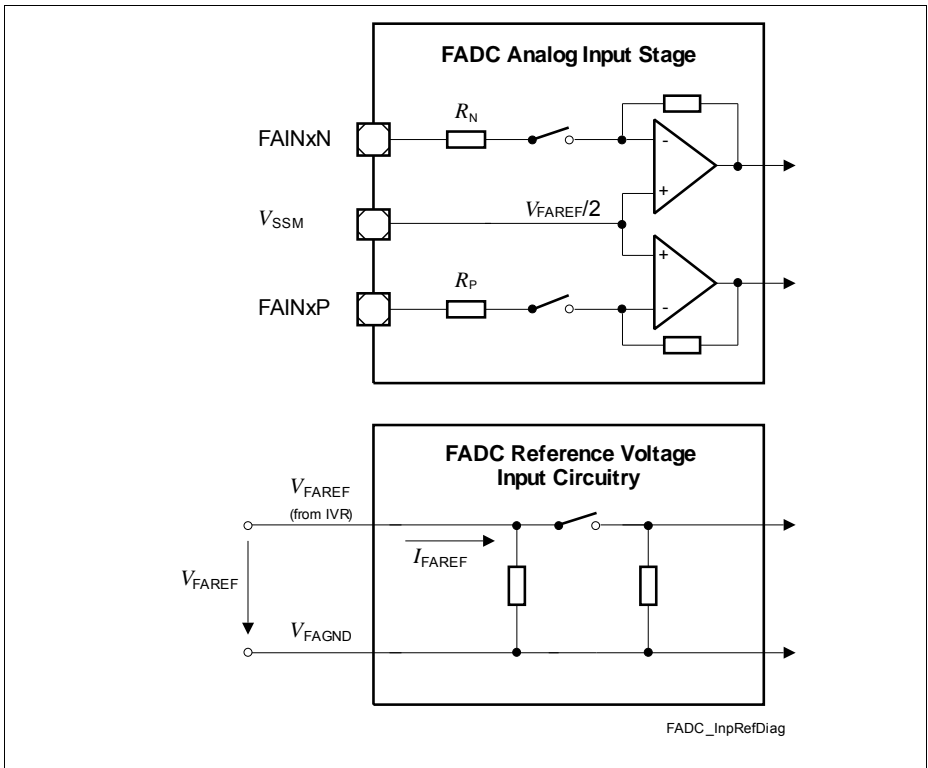 FADC Analog Input Stage
FAINxN
RN
VSSM
VFAREF/2
FAINxP
RP
-
+
+
-
FADC Reference Voltage
Input Circuitry
VFAREF
(from IVR)
IFAREF
VFAREF
VFAGND
FADC_InpRefDiag